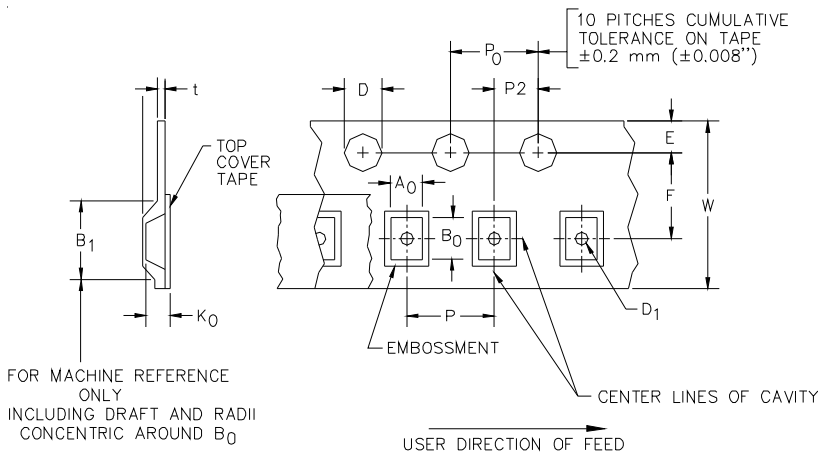 10 PITCHES CUMULATIVE
TOLERANCE ON TAPE
±0.2 mm (±0.008")
P0
t
D
P2
E
TOP
COVER
TAPE
A0
F
W
B1
B0
D1
K0
P
EMBOSSMENT
FOR MACHINE REFERENCE
ONLY
INCLUDING DRAFT AND RADII
CONCENTRIC AROUND B0
CENTER LINES OF CAVITY
USER DIRECTION OF FEED